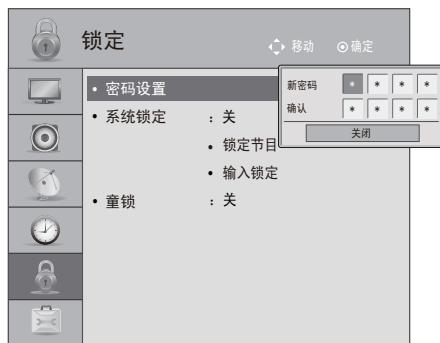 锁定
移动 确定
• 密码设置
• 系统锁定 : 关
• 锁定节目
• 输入锁定
• 童锁 : 关
新密码 * * * *
确认 * * * *
关闭